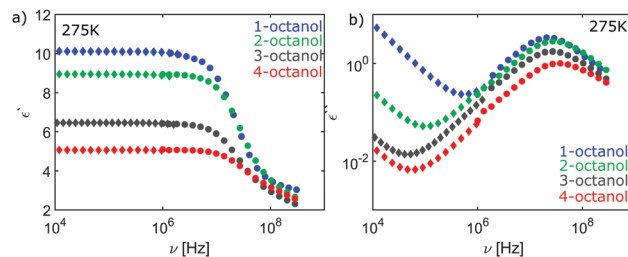 a)
275K
1-octanol
2-octanol
3-octanol
4-octanol
12
10
8
6
4
2
ϵ`
10^4
10^6
10^8
ν [Hz]
b)
275K
10^0
10^-2
ϵ``
10^4
10^6
10^8
ν [Hz]
1-octanol
2-octanol
3-octanol
4-octanol